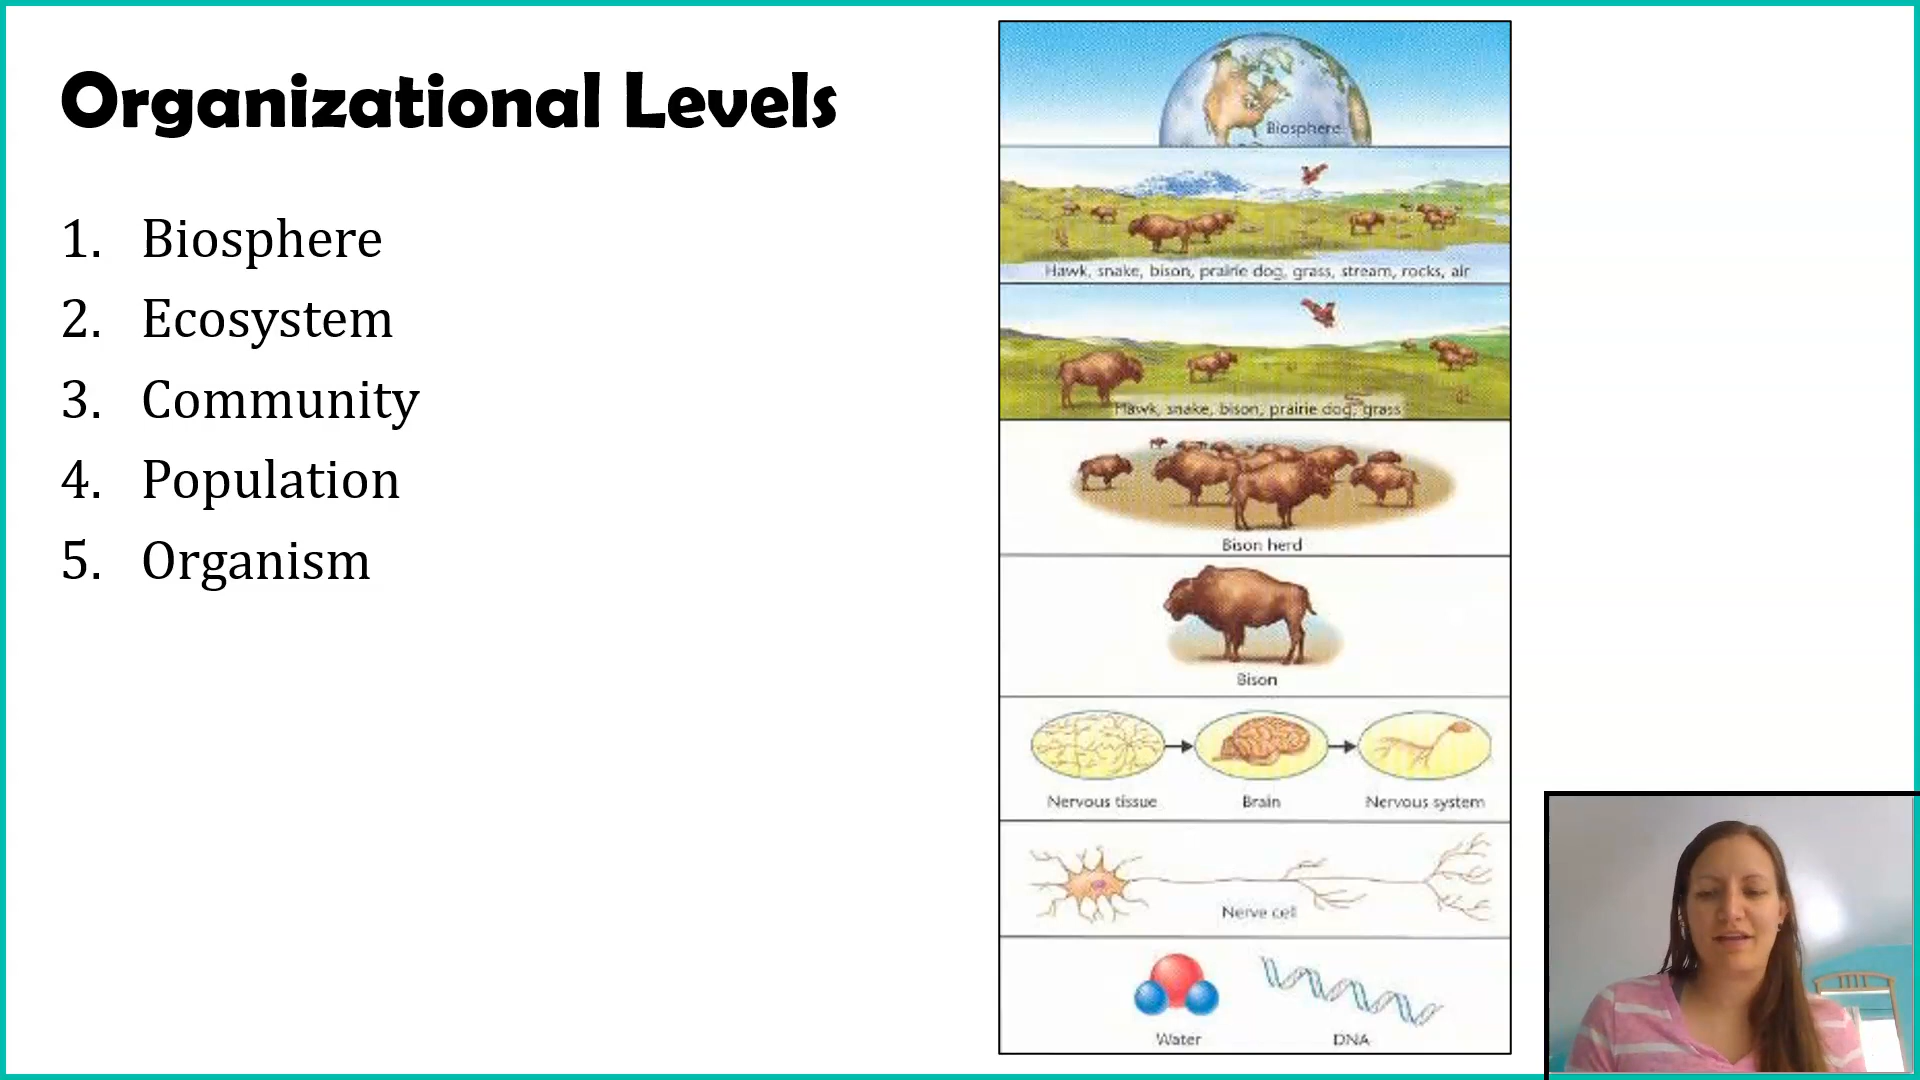 Organizational Levels
1. Biosphere
2. Ecosystem
3. Community
4. Population
5. Organism
Biosphere
Hawk, snake, bison, prairie dog, grass, stream, rocks, air
Hawk, snake, bison, prairie dog, grass
Bison herd
Bison
Nervous tissue
Brain
Nervous system
Nerve cell
Water
DNA